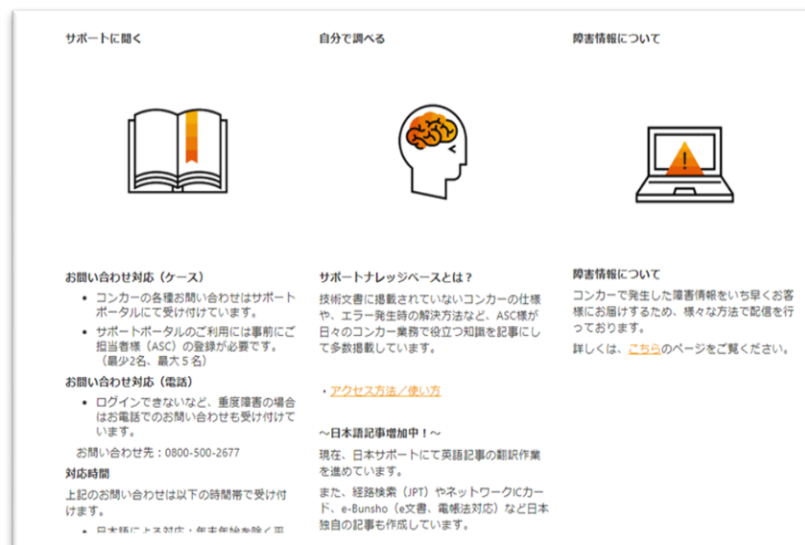 サポートに聞く
お問い合わせ対応（ケース）
• コンカーの各種お問い合わせはサポート
ポータルにて受け付けています。
• サポートポータルのご利用には事前にご
担当者様（ASC）の登録が必要です。
（最少2名、最大５名）
お問い合わせ対応（電話）
• ログインできないなど、重度障害の場合
はお電話でのお問い合わせも受け付けて
います。
お問い合わせ先：0800-500-2677
対応時間
上記のお問い合わせは以下の時間帯で受け付
けます。
• 日本語による対応：年末年始を除く平
自分で調べる
サポートナレッジベースとは？
技術文書に掲載されていないコンカーの仕様
や、エラー発生時の解決方法など、ASC様が
日々のコンカー業務で役立つ知識を記事にし
て多数掲載しています。
・アクセス方法／使い方
～日本語記事増加中！～
現在、日本サポートにて英語記事の翻訳作業
を進めています。
また、経路検索（JPT）やネットワークICカー
ド、e-Bunsho（e文書、電帳法対応）など日本
独自の記事も作成しています。
障害情報について
障害情報について
コンカーで発生した障害情報をいち早くお客
様にお届けするため、様々な方法で配信を行
っております。
詳しくは、こちらのページをご覧ください。